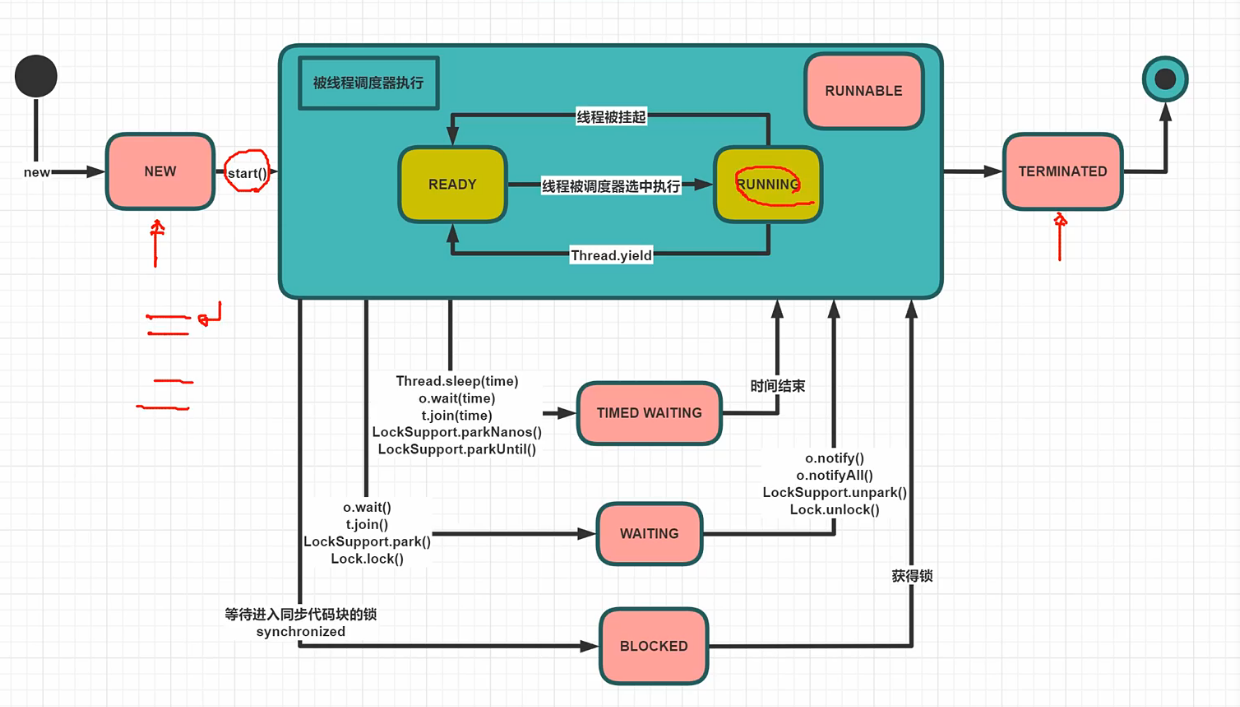 被线程调度器执行
RUNNABLE
线程被挂起
new
NEW
start()
READY
线程被调度器选中执行
RUNNING
TERMINATED
Thread.yield
Thread.sleep(time)
o.wait(time)
t.join(time)
LockSupport.parkNanos()
LockSupport.parkUntil()
TIMED WAITING
时间结束
o.wait()
t.join()
LockSupport.park()
Lock.lock()
WAITING
o.notify()
o.notifyAll()
LockSupport.unpark()
Lock.unlock()
等待进入同步代码块的锁
synchronized
BLOCKED
获得锁